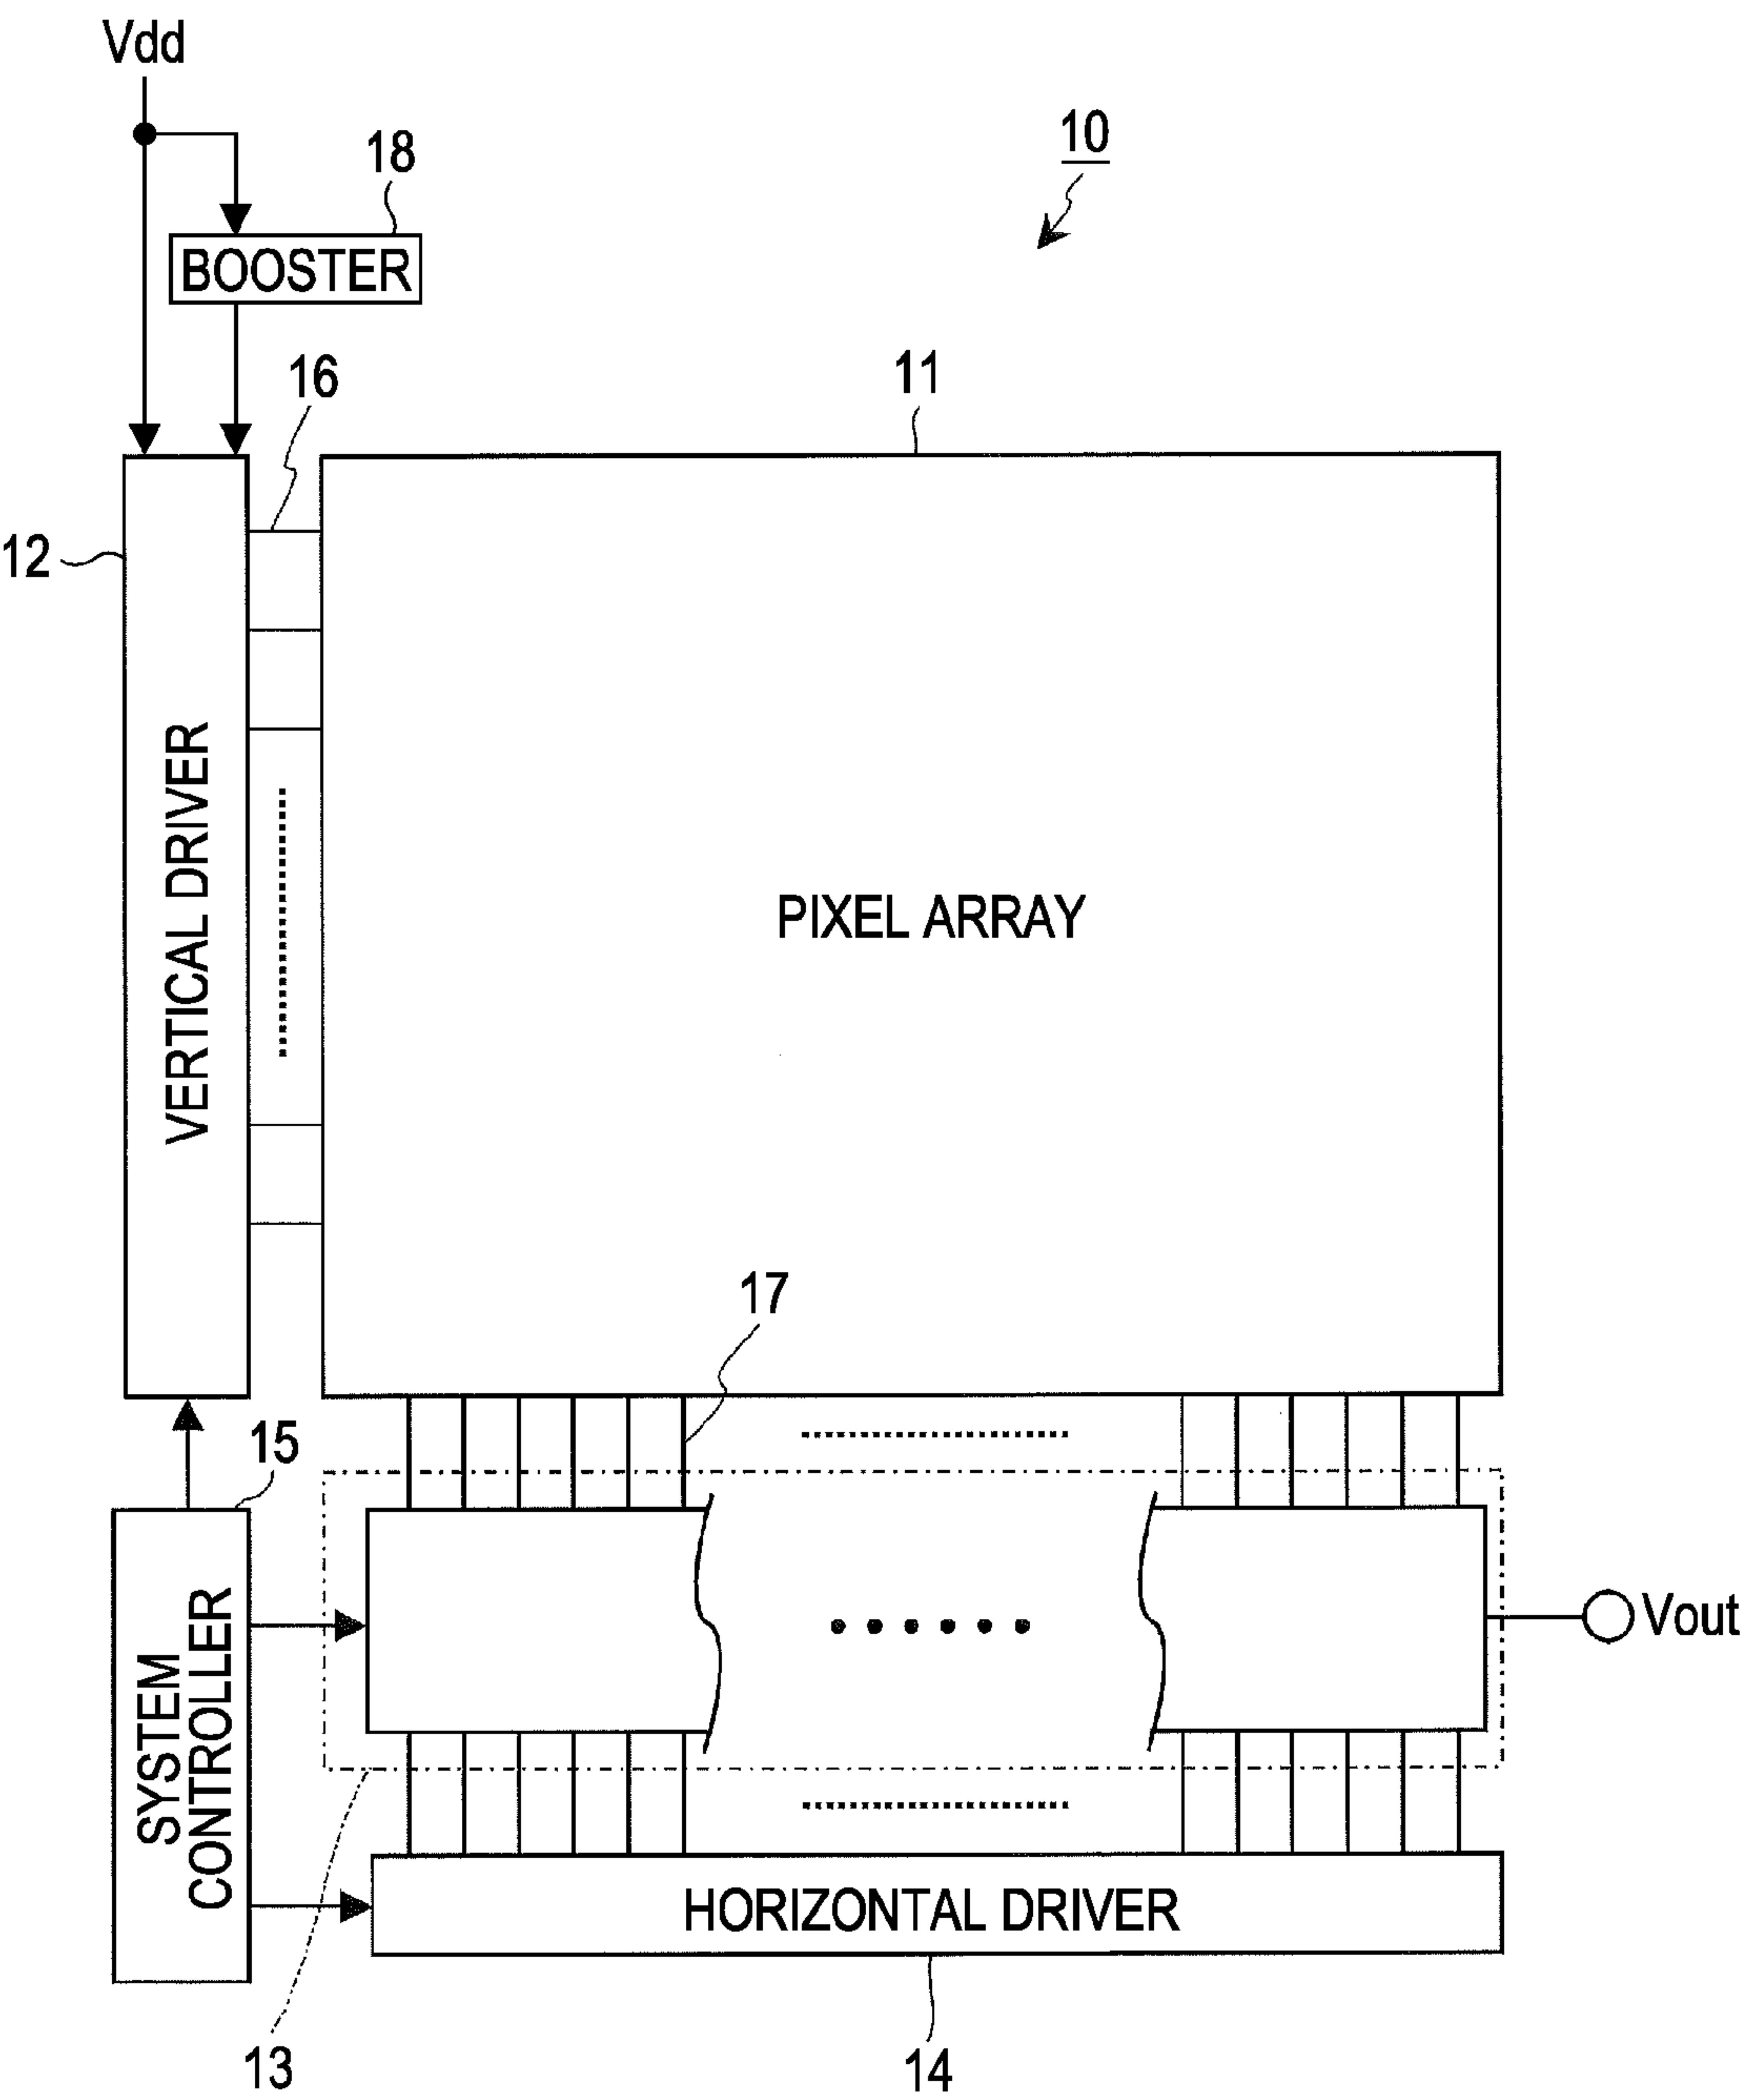 Vdd
10
18
BOOSTER
16
11
12
VERTICAL DRIVER
PIXEL ARRAY
17
15
SYSTEM
CONTROLLER
Vout
HORIZONTAL DRIVER
13
14